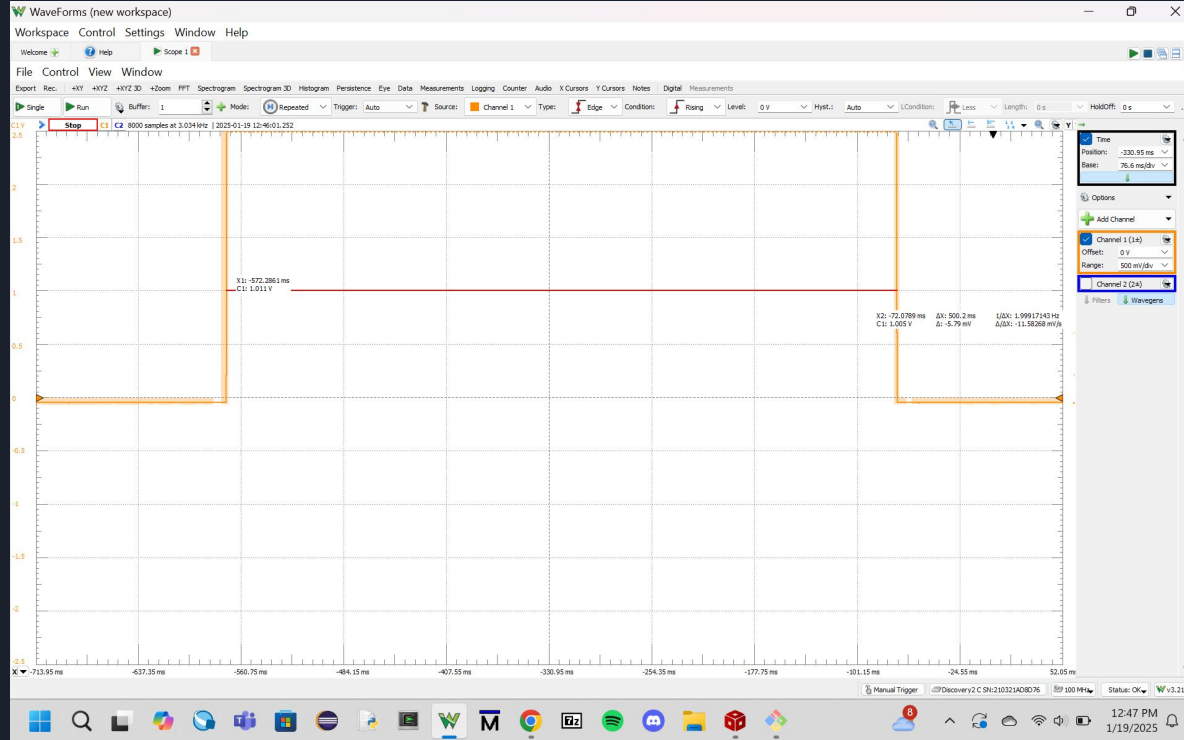 WaveForms (new workspace)
Workspace Control Settings Window Help
Welcome Help Scope 1
File Control View Window
Export Rec. +XY +XYZ +XYZ 3D +Zoom FFT Spectrogram Spectrogram 3D Histogram Persistence Eye Data Measurements Logging Counter Audio X Cursors Y Cursors Notes Digital Measurements
Single Run Buffer: 1 Mode: Repeated Trigger: Auto Source: Channel 1 Type: Edge Condition: Rising Level: 0 V Hyst.: Auto LCondition: Less Length: 0 s HoldOff: 0 s
C1 V Stop C1 C2 8000 samples at 3.034 kHz | 2025-01-19 12:46:01.252 Y
2.5
2
1.5
1
0.5
0
-0.5
-1
-1.5
-2
-2.5
X1: -572.2861 ms
C1: 1.011 V
X2: -72.0789 ms ΔX: 500.2 ms 1/ΔX: 1.99917143 Hz
C1: 1.005 V Δ: -5.79 mV Δ/ΔX: -11.58268 mV/s
X -713.95 ms -637.35 ms -560.75 ms -484.15 ms -407.55 ms -330.95 ms -254.35 ms -177.75 ms -101.15 ms -24.55 ms 52.05 ms
Time
Position: -330.95 ms
Base: 76.6 ms/div
Options
Add Channel
Channel 1 (1±)
Offset: 0 V
Range: 500 mV/div
Channel 2 (2±)
Filters Wavegens
Manual Trigger Discovery2 C SN:210321AD8D76 100 MHz Status: OK v3.21
8
12:47 PM
1/19/2025